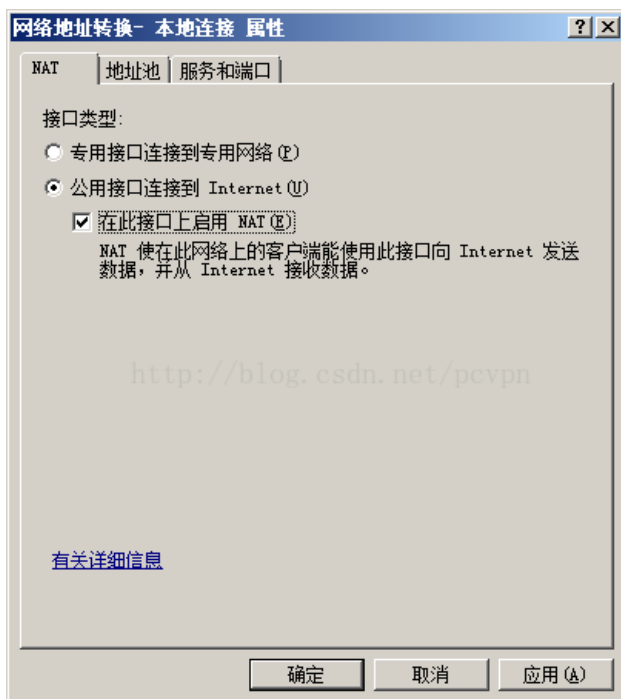 网络地址转换- 本地连接 属性
NAT 地址池 服务和端口
接口类型:
专用接口连接到专用网络(P)
公用接口连接到 Internet(U)
在此接口上启用 NAT(E)
NAT 使在此网络上的客户端能使用此接口向 Internet 发送
数据，并从 Internet 接收数据。
http://blog.csdn.net/pcvpn
有关详细信息
确定 取消 应用(A)